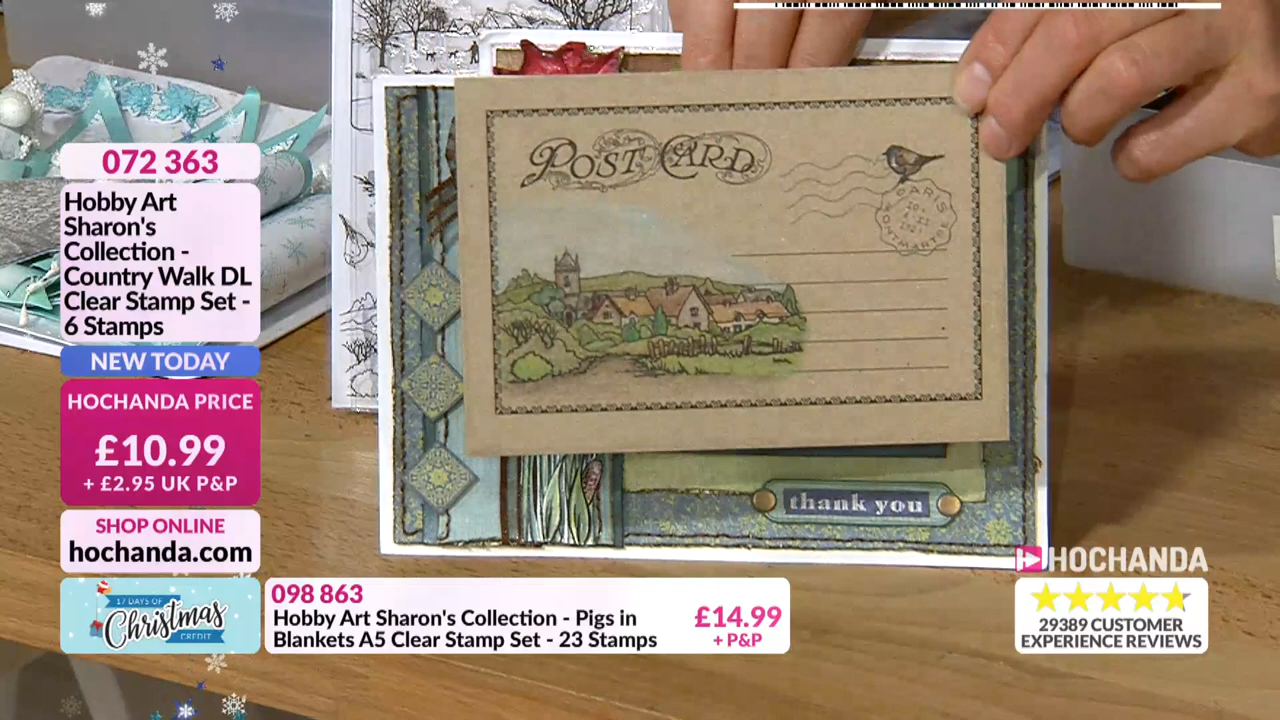 072 363
Hobby Art
Sharon's
Collection -
Country Walk DL
Clear Stamp Set -
6 Stamps
NEW TODAY
HOCHANDA PRICE
£10.99
+ £2.95 UK P&P
SHOP ONLINE
hochanda.com
17 DAYS OF
Christmas
CREDIT
098 863
Hobby Art Sharon's Collection - Pigs in
Blankets A5 Clear Stamp Set - 23 Stamps
£14.99
+ P&P
POST CARD
PARIS
MONTMARTRE
thank you
HOCHANDA
29389 CUSTOMER
EXPERIENCE REVIEWS